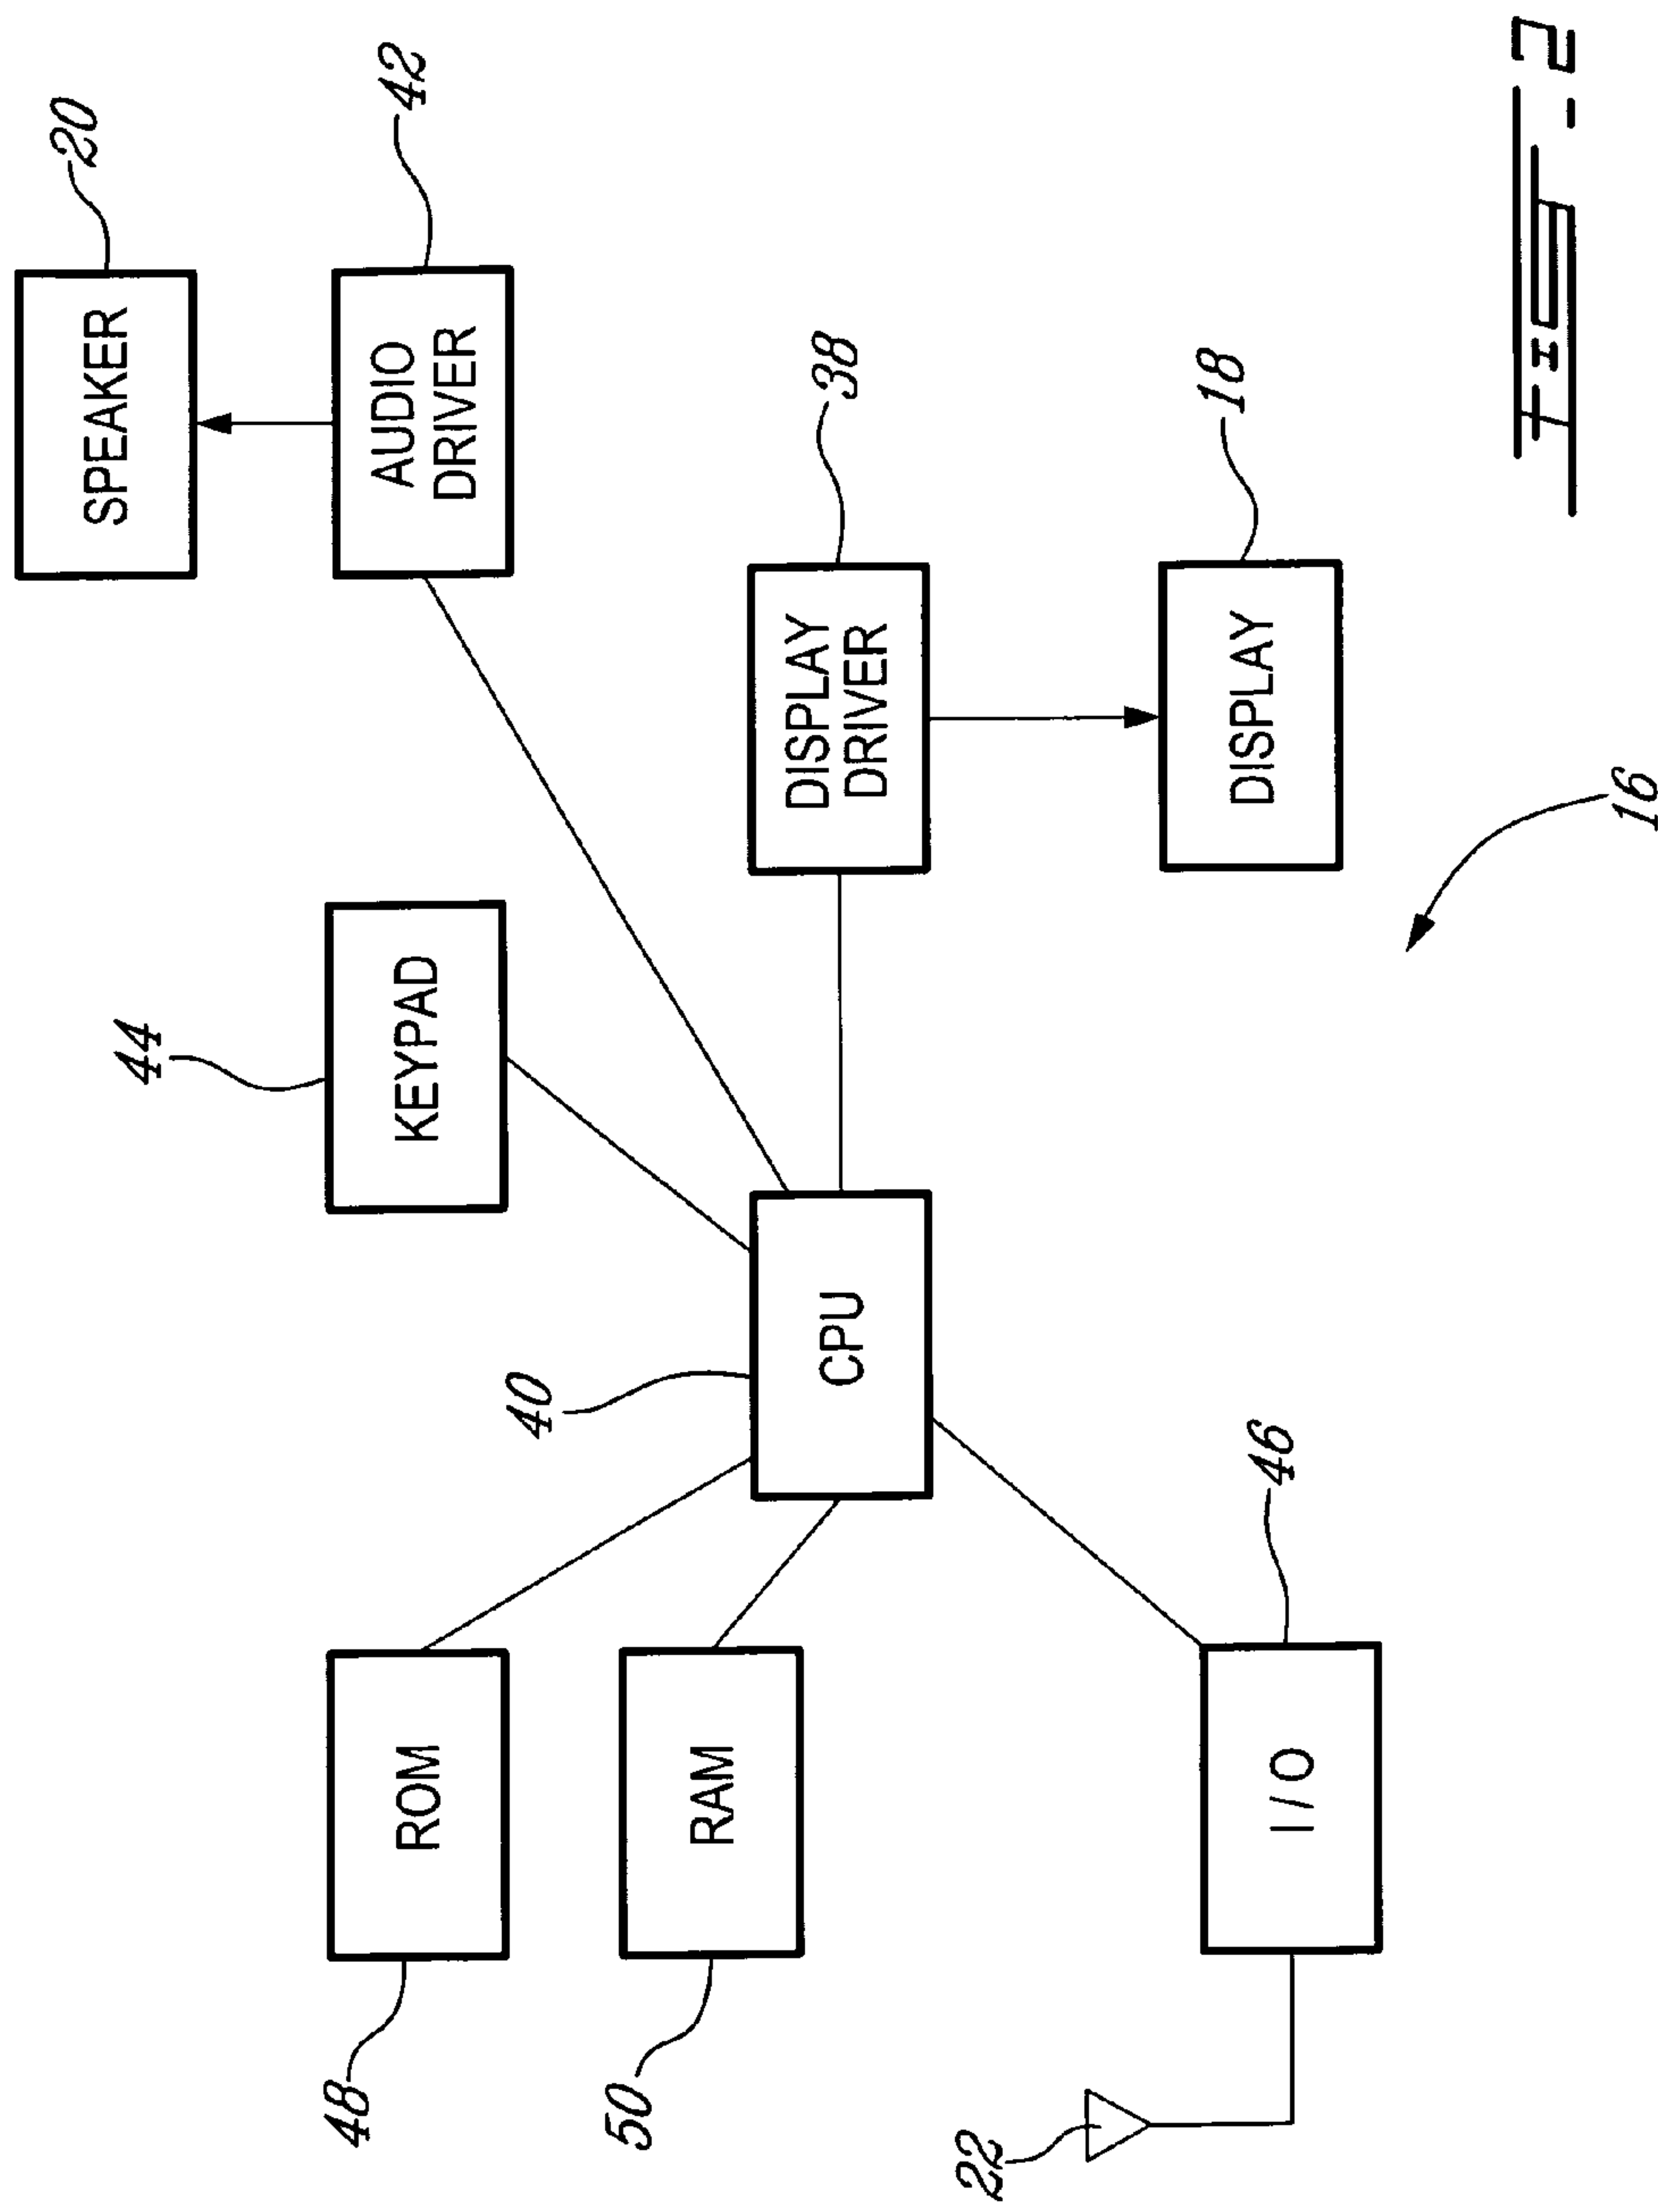 20
SPEAKER
44
42
48
ROM
KEYPAD
AUDIO
DRIVER
40
50
RAM
CPU
DISPLAY
DRIVER
38
22
18
DISPLAY
46
I / O
16
Fig - 2